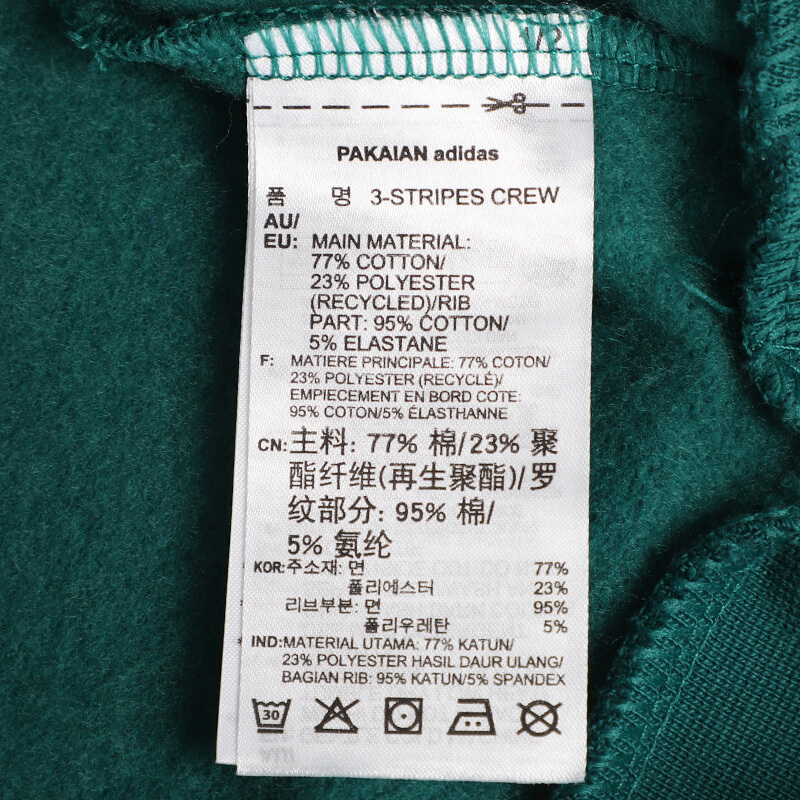 1/2
PAKAIAN adidas
품 명 3-STRIPES CREW
AU/
EU: MAIN MATERIAL:
77% COTTON/
23% POLYESTER
(RECYCLED)/RIB
PART: 95% COTTON/
5% ELASTANE
F: MATIERE PRINCIPALE: 77% COTON/
23% POLYESTER (RECYCLÉ)/
EMPIECEMENT EN BORD COTE:
95% COTON/5% ÉLASTHANNE
CN: 主料: 77% 棉/23% 聚
酯纤维(再生聚酯)/罗
纹部分: 95% 棉/
5% 氨纶
KOR: 주소재: 면 77%
폴리에스터 23%
리브부분: 면 95%
폴리우레탄 5%
IND: MATERIAL UTAMA: 77% KATUN/
23% POLYESTER HASIL DAUR ULANG/
BAGIAN RIB: 95% KATUN/5% SPANDEX
30